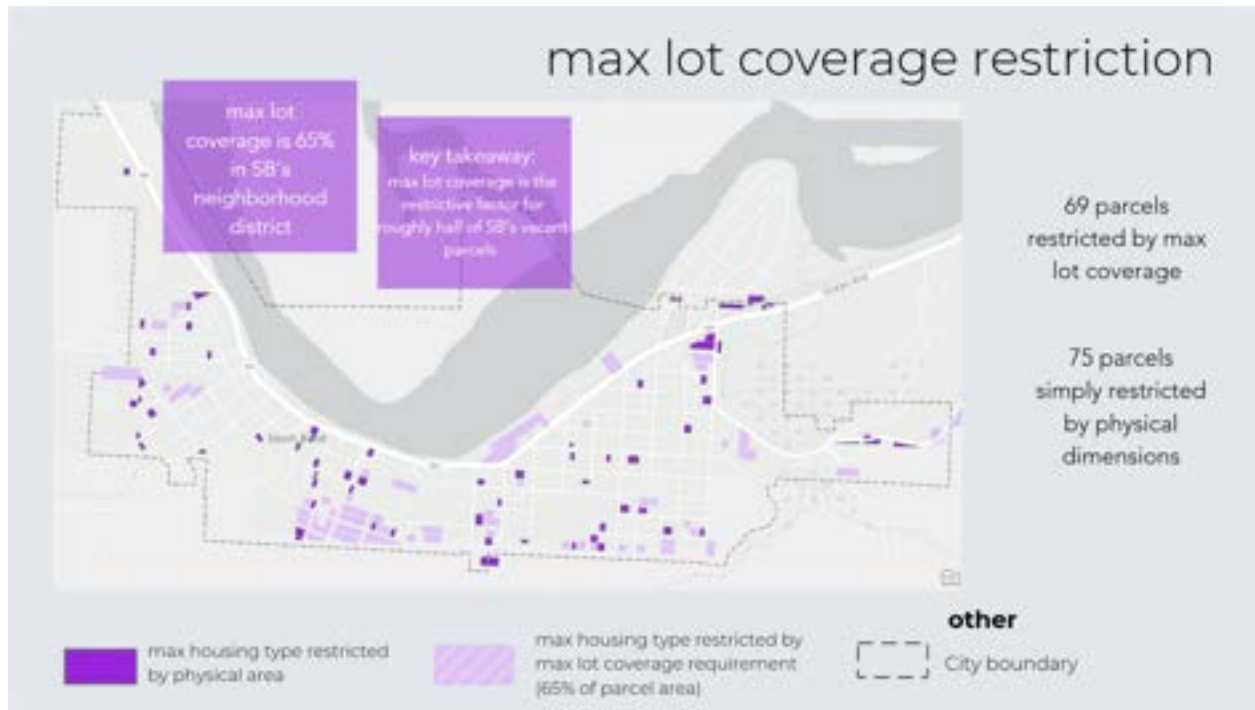 max lot coverage restriction
max lot
coverage is 65%
in SB's
neighborhood
district
key takeaway:
max lot coverage is the
restrictive factor for
roughly half of SB's vacant
parcels
69 parcels
restricted by max
lot coverage
75 parcels
simply restricted
by physical
dimensions
max housing type restricted
by physical area
max housing type restricted by
max lot coverage requirement
(65% of parcel area)
other
City boundary